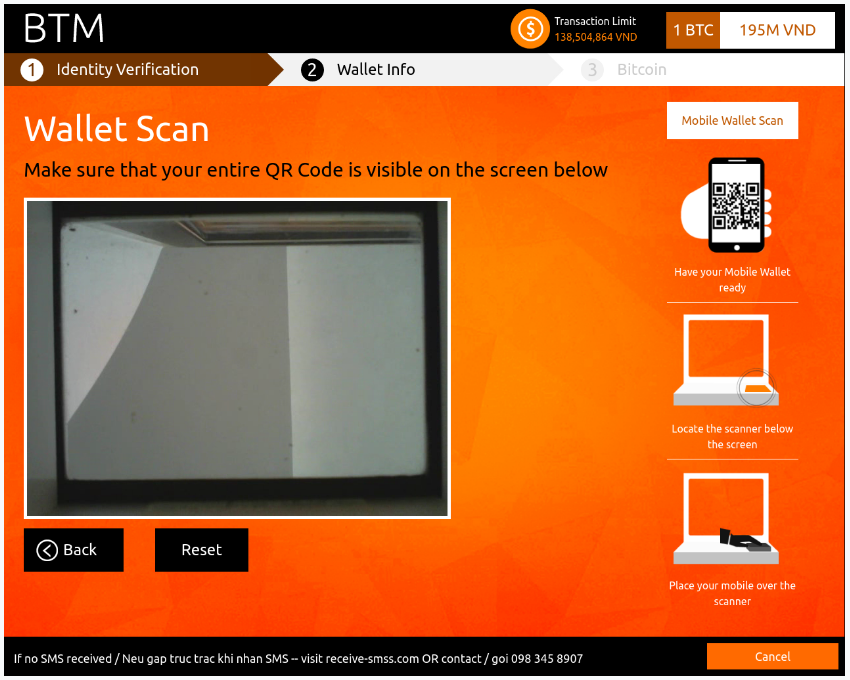 BTM
Transaction Limit
138,504,864 VND
1 BTC
195M VND
1 Identity Verification
2 Wallet Info
3 Bitcoin
Wallet Scan
Make sure that your entire QR Code is visible on the screen below
Mobile Wallet Scan
Have your Mobile Wallet
ready
Locate the scanner below
the screen
Place your mobile over the
scanner
Back
Reset
If no SMS received / Neu gap truc trac khi nhan SMS -- visit receive-smss.com OR contact / goi 098 345 8907
Cancel